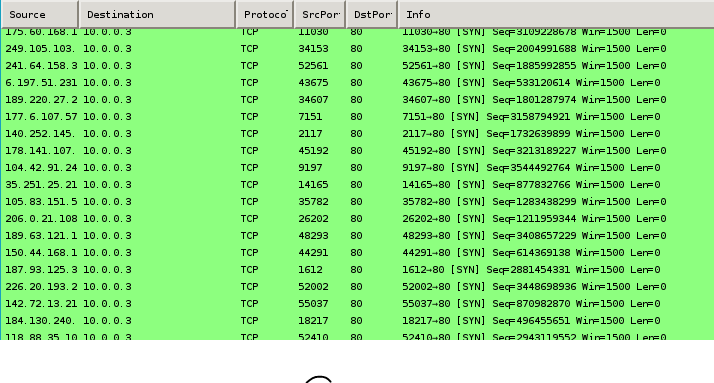 Source Destination Protoco SrcPor DstPor Info
175.60.168.1 10.0.0.3 TCP 11030 80 11030→80 [SYN] Seq=3109228678 Win=1500 Len=0
249.105.103. 10.0.0.3 TCP 34153 80 34153→80 [SYN] Seq=2004991688 Win=1500 Len=0
241.64.158.3 10.0.0.3 TCP 52561 80 52561→80 [SYN] Seq=1885992855 Win=1500 Len=0
6.197.51.231 10.0.0.3 TCP 43675 80 43675→80 [SYN] Seq=533120614 Win=1500 Len=0
189.220.27.2 10.0.0.3 TCP 34607 80 34607→80 [SYN] Seq=1801287974 Win=1500 Len=0
177.6.107.57 10.0.0.3 TCP 7151 80 7151→80 [SYN] Seq=3158794921 Win=1500 Len=0
140.252.145. 10.0.0.3 TCP 2117 80 2117→80 [SYN] Seq=1732639899 Win=1500 Len=0
178.141.107. 10.0.0.3 TCP 45192 80 45192→80 [SYN] Seq=3213189227 Win=1500 Len=0
104.42.91.24 10.0.0.3 TCP 9197 80 9197→80 [SYN] Seq=3544492764 Win=1500 Len=0
35.251.25.21 10.0.0.3 TCP 14165 80 14165→80 [SYN] Seq=877832766 Win=1500 Len=0
105.83.151.5 10.0.0.3 TCP 35782 80 35782→80 [SYN] Seq=1283438299 Win=1500 Len=0
206.0.21.108 10.0.0.3 TCP 26202 80 26202→80 [SYN] Seq=1211959344 Win=1500 Len=0
189.63.121.1 10.0.0.3 TCP 48293 80 48293→80 [SYN] Seq=3408657229 Win=1500 Len=0
150.44.168.1 10.0.0.3 TCP 44291 80 44291→80 [SYN] Seq=614369138 Win=1500 Len=0
187.93.125.3 10.0.0.3 TCP 1612 80 1612→80 [SYN] Seq=2881454331 Win=1500 Len=0
226.20.193.2 10.0.0.3 TCP 52002 80 52002→80 [SYN] Seq=3448698936 Win=1500 Len=0
142.72.13.21 10.0.0.3 TCP 55037 80 55037→80 [SYN] Seq=870982870 Win=1500 Len=0
184.130.240. 10.0.0.3 TCP 18217 80 18217→80 [SYN] Seq=496455651 Win=1500 Len=0
118.88.35.10 10.0.0.3 TCP 52410 80 52410→80 [SYN] Seq=2943119552 Win=1500 Len=0